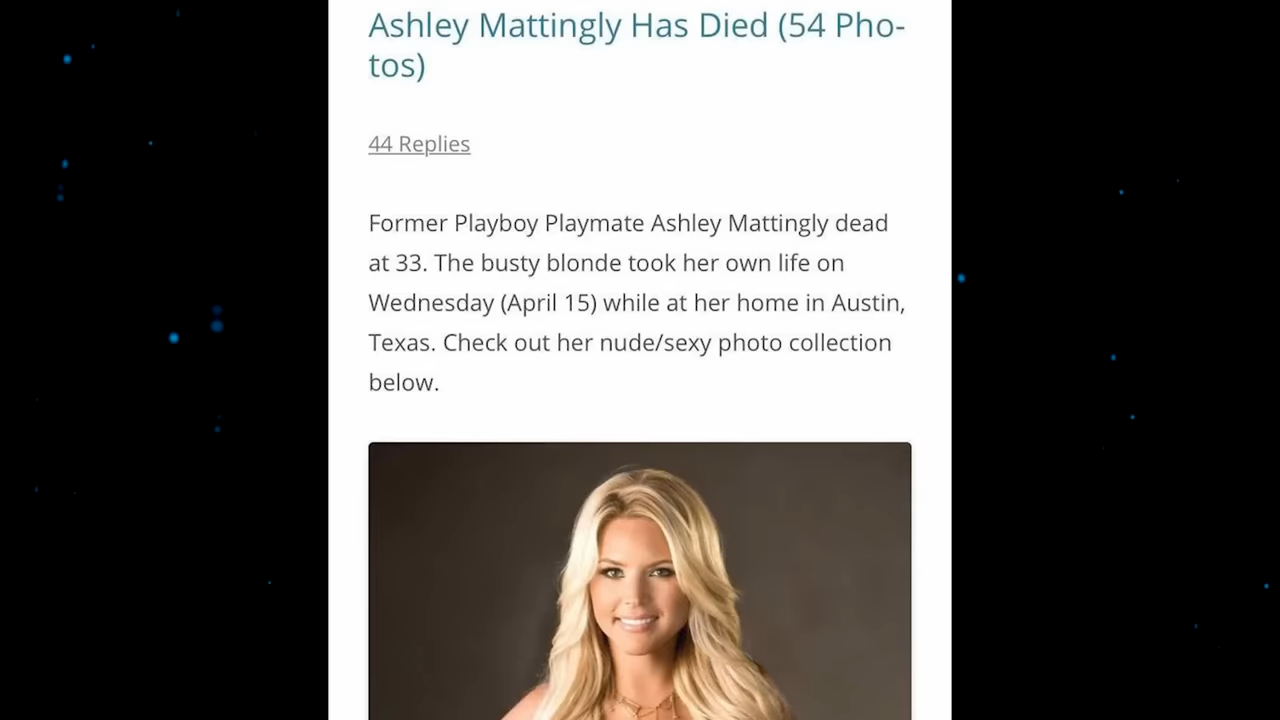 Ashley Mattingly Has Died (54 Pho-
tos)
44 Replies
Former Playboy Playmate Ashley Mattingly dead
at 33. The busty blonde took her own life on
Wednesday (April 15) while at her home in Austin,
Texas. Check out her nude/sexy photo collection
below.